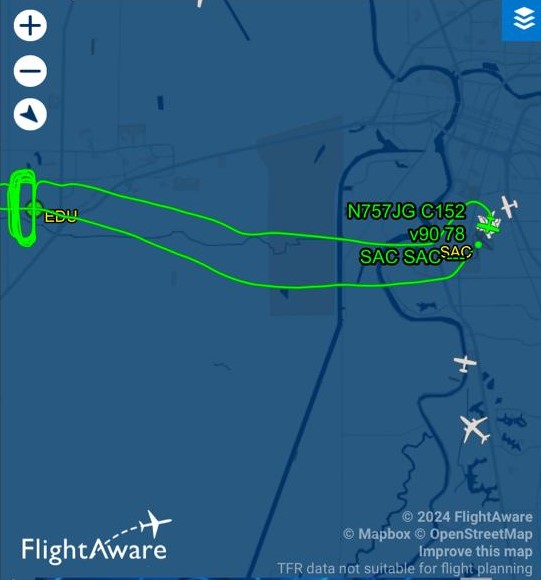 EDU
N757JG C152
v90 78
SAC SAC
SAC
FlightAware
© 2024 FlightAware
© Mapbox © OpenStreetMap
Improve this map
TFR data not suitable for flight planning